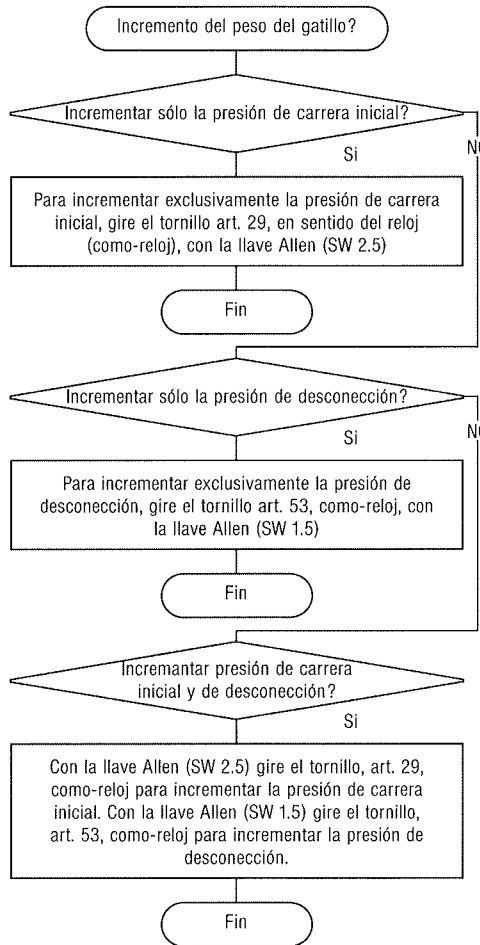 Incremento del peso del gatillo?
Incrementar sólo la presión de carrera inicial?
Si
Para incrementar exclusivamente la presión de carrera
inicial, gire el tornillo art. 29, en sentido del reloj
(como-reloj), con la llave Allen (SW 2.5)
Fin
Incrementar sólo la presión de desconección?
Si
Para incrementar exclusivamente la presión de
desconección, gire el tornillo art. 53, como-reloj, con
la llave Allen (SW 1.5)
Fin
Incremantar presión de carrera
inicial y de desconección?
Si
Con la llave Allen (SW 2.5) gire el tornillo, art. 29,
como-reloj para incrementar la presión de carrera
inicial. Con la llave Allen (SW 1.5) gire el tornillo,
art. 53, como-reloj para incrementar la presión de
desconección.
Fin